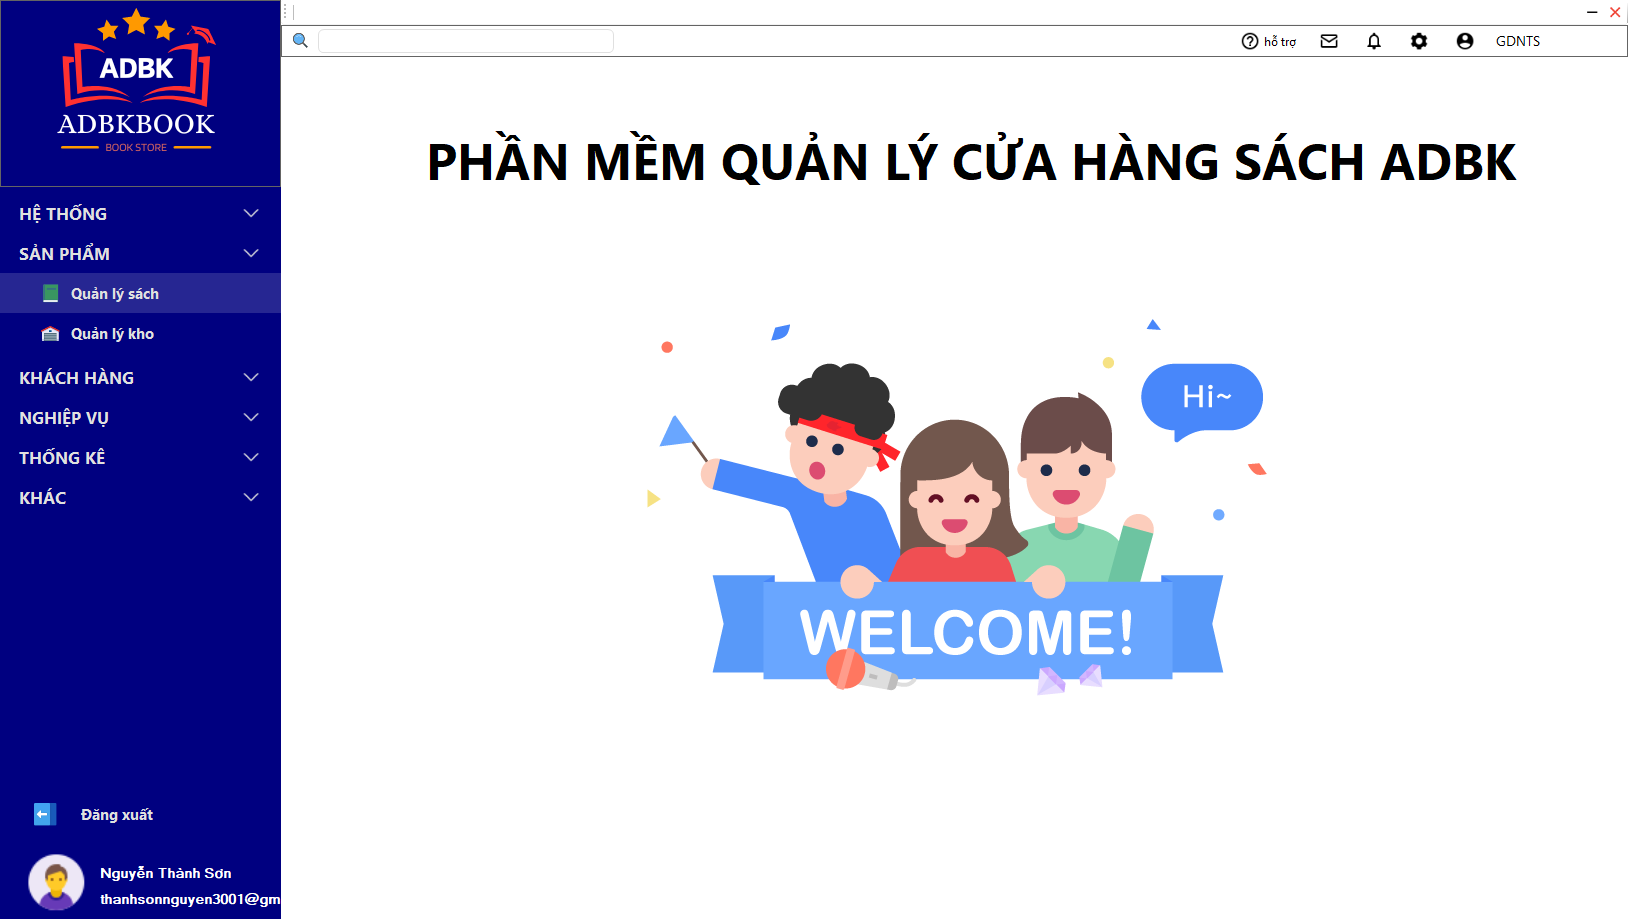 ADBK
ADBKBOOK
BOOK STORE
HỆ THỐNG
SẢN PHẨM
Quản lý sách
Quản lý kho
KHÁCH HÀNG
NGHIỆP VỤ
THỐNG KÊ
KHÁC
Đăng xuất
Nguyễn Thành Sơn
thanhsonnguyen3001@gm
hỗ trợ
GDNTS
PHẦN MỀM QUẢN LÝ CỬA HÀNG SÁCH ADBK
Hi~
WELCOME!